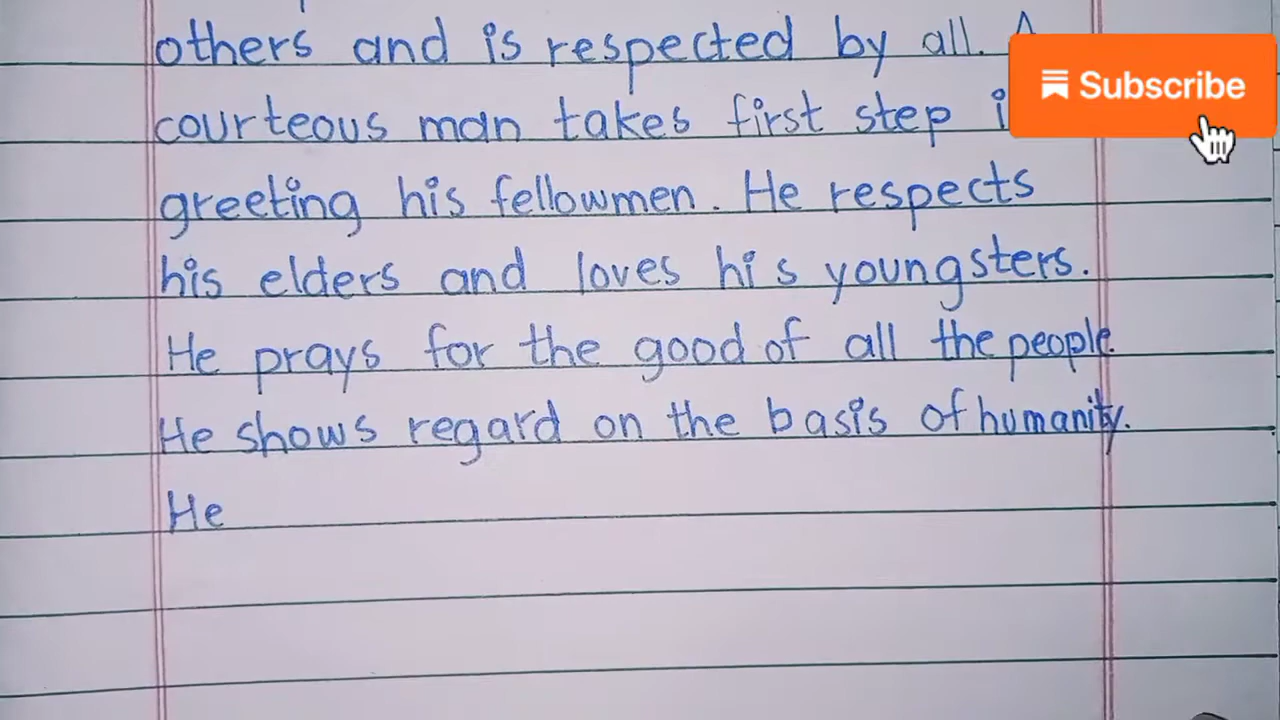 others and is respected by all. A
Subscribe
courteous man takes first step
greeting his fellowmen. He respects
his elders and loves his youngsters.
He prays for the good of all the people.
He shows regard on the basis of humanity.
He